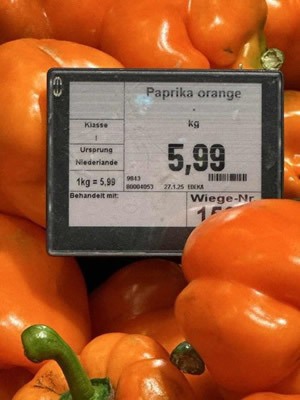 Paprika orange
Klasse
I
kg
Ursprung
Niederlande
5,99
1kg = 5,99
Behandelt mit:
27.1.25 EDEKA
Wiege-Nr